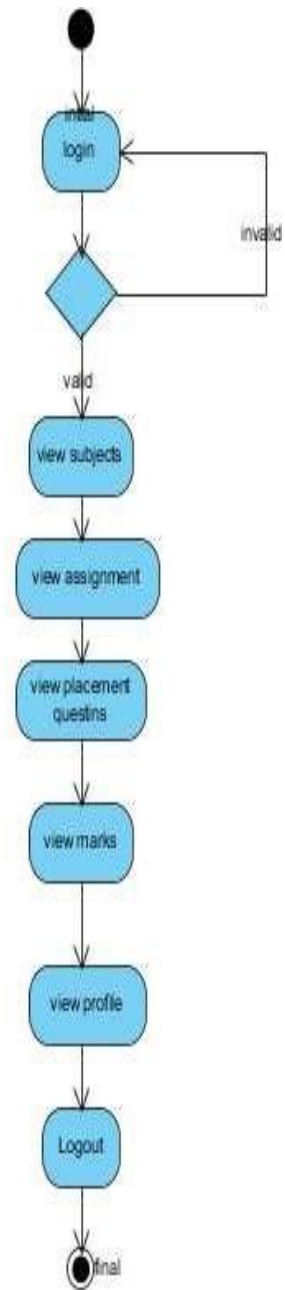 login
invalid
valid
view subjects
view assignment
view placement
questins
view marks
view profile
Logout
final